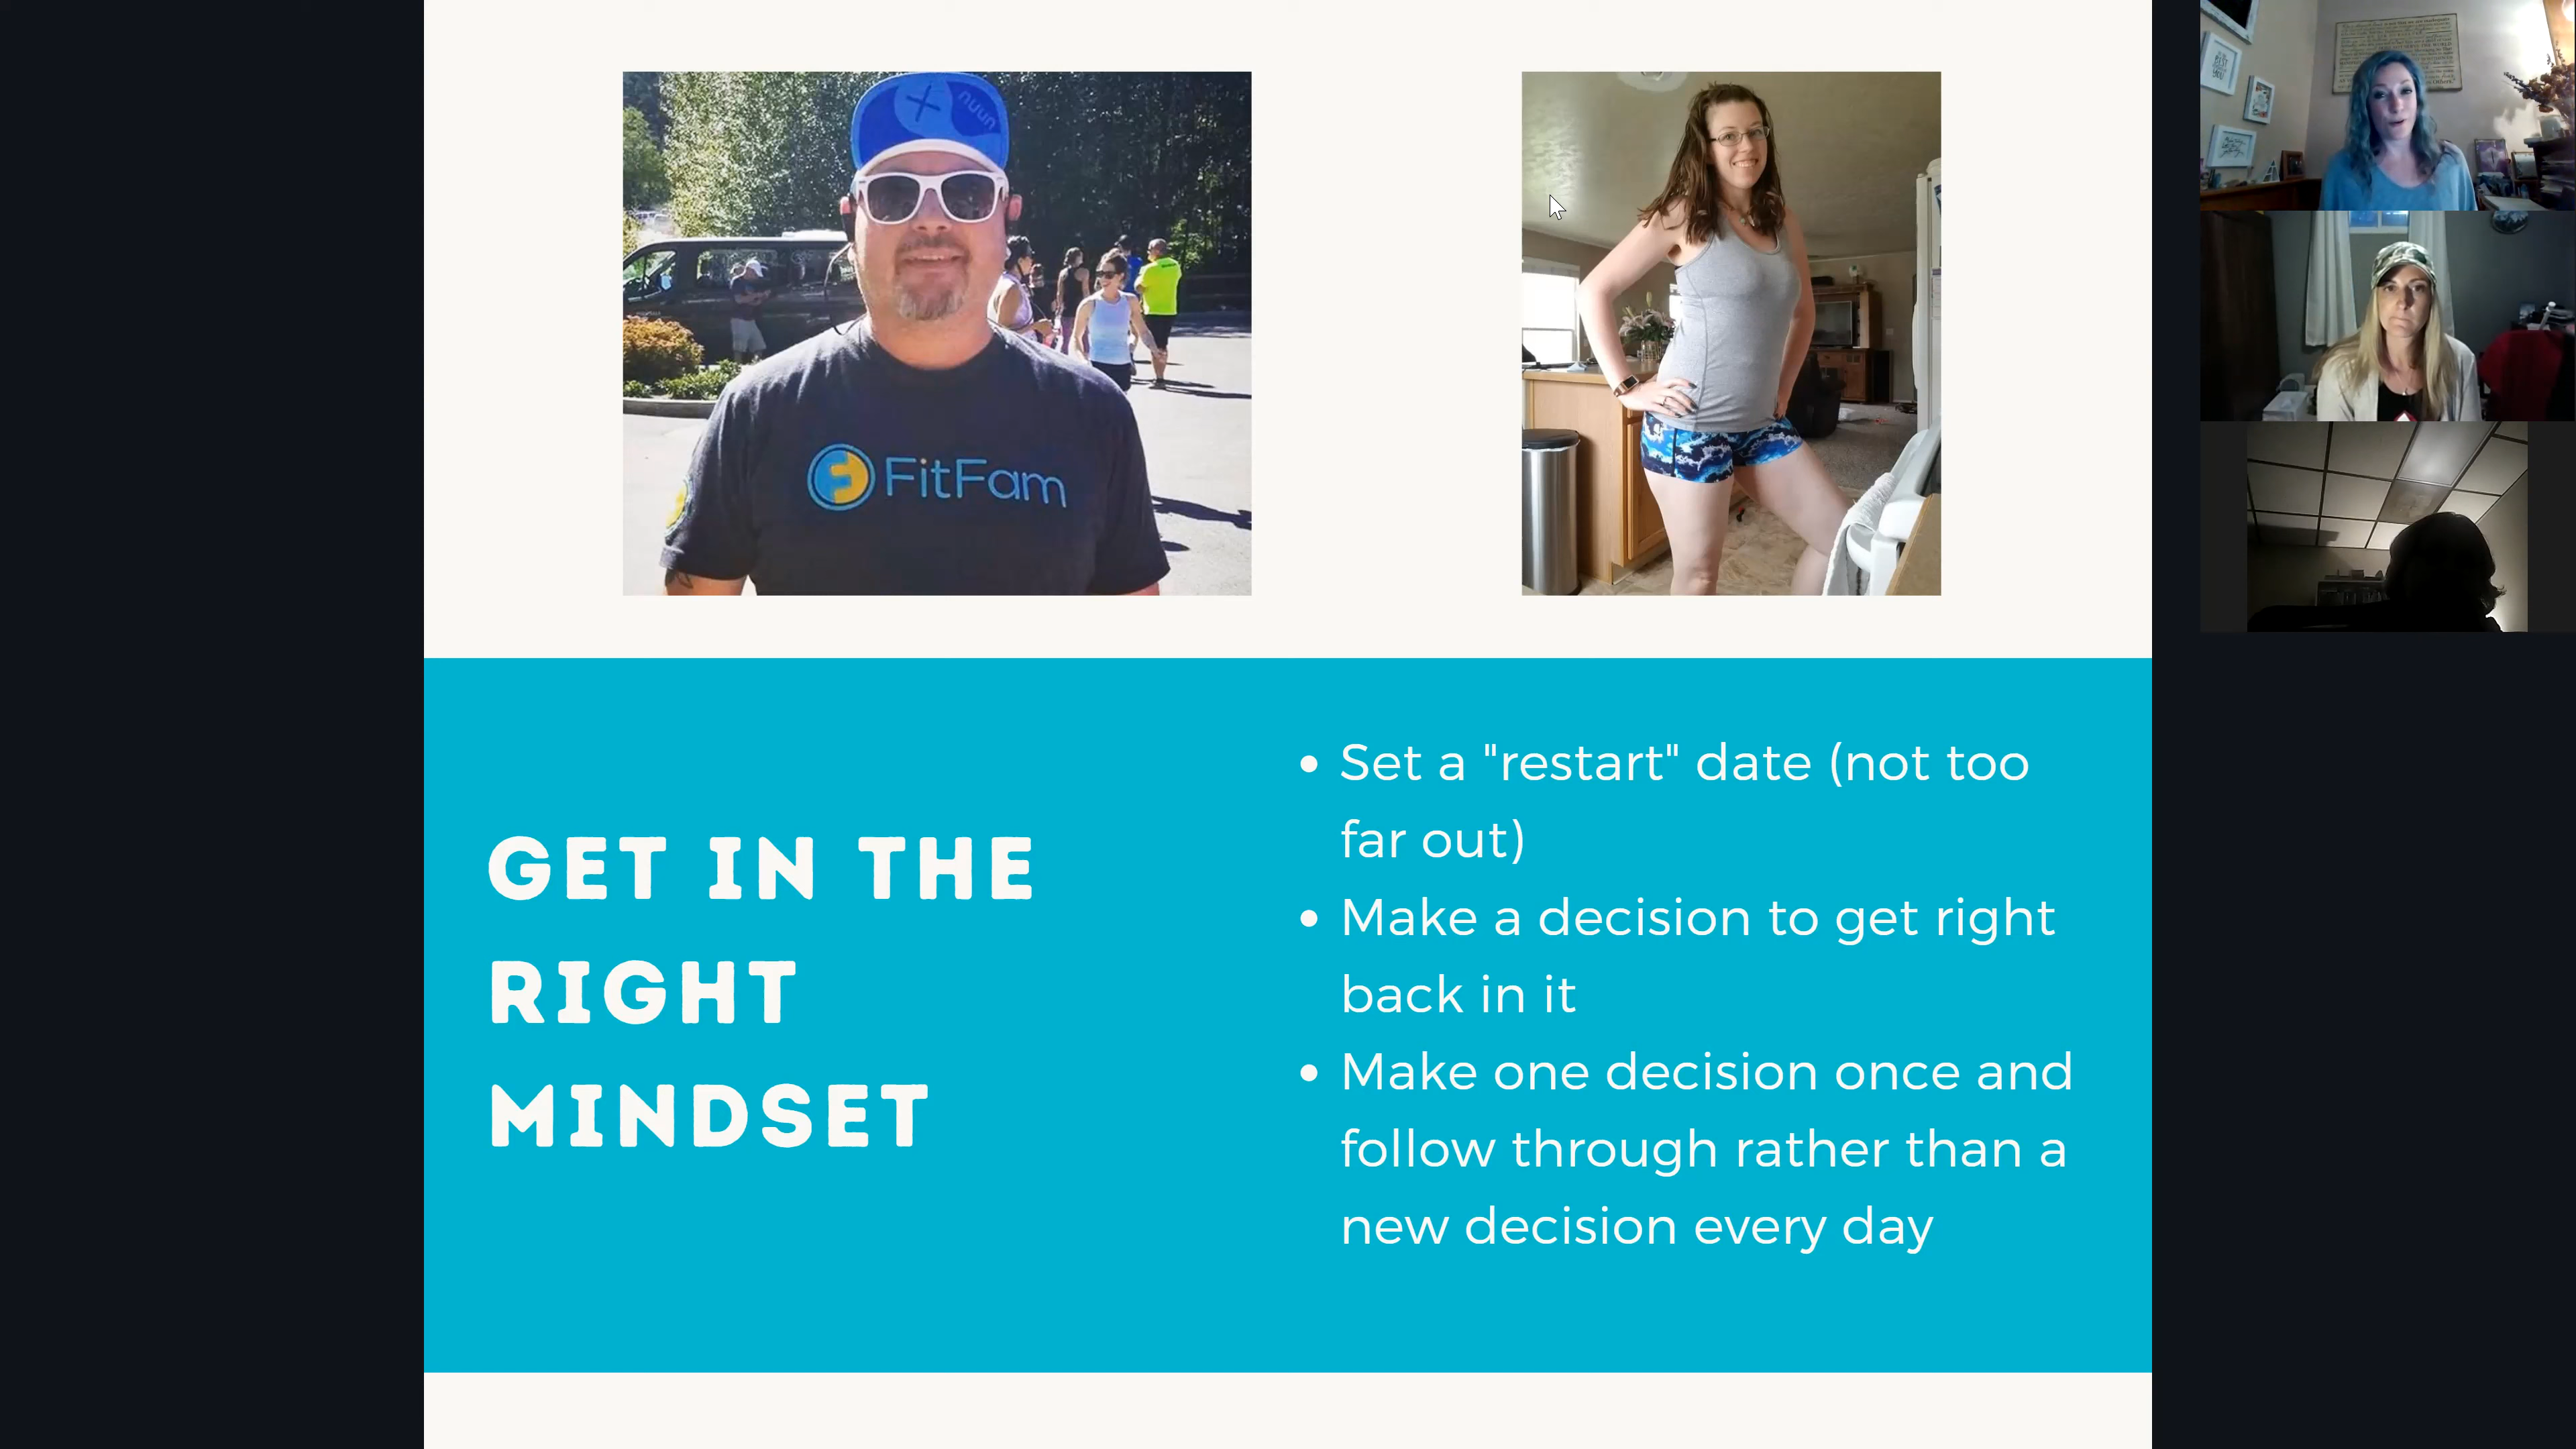 nuun
FitFam
GET IN THE
RIGHT
MINDSET
• Set a "restart" date (not too
far out)
• Make a decision to get right
back in it
• Make one decision once and
follow through rather than a
new decision every day